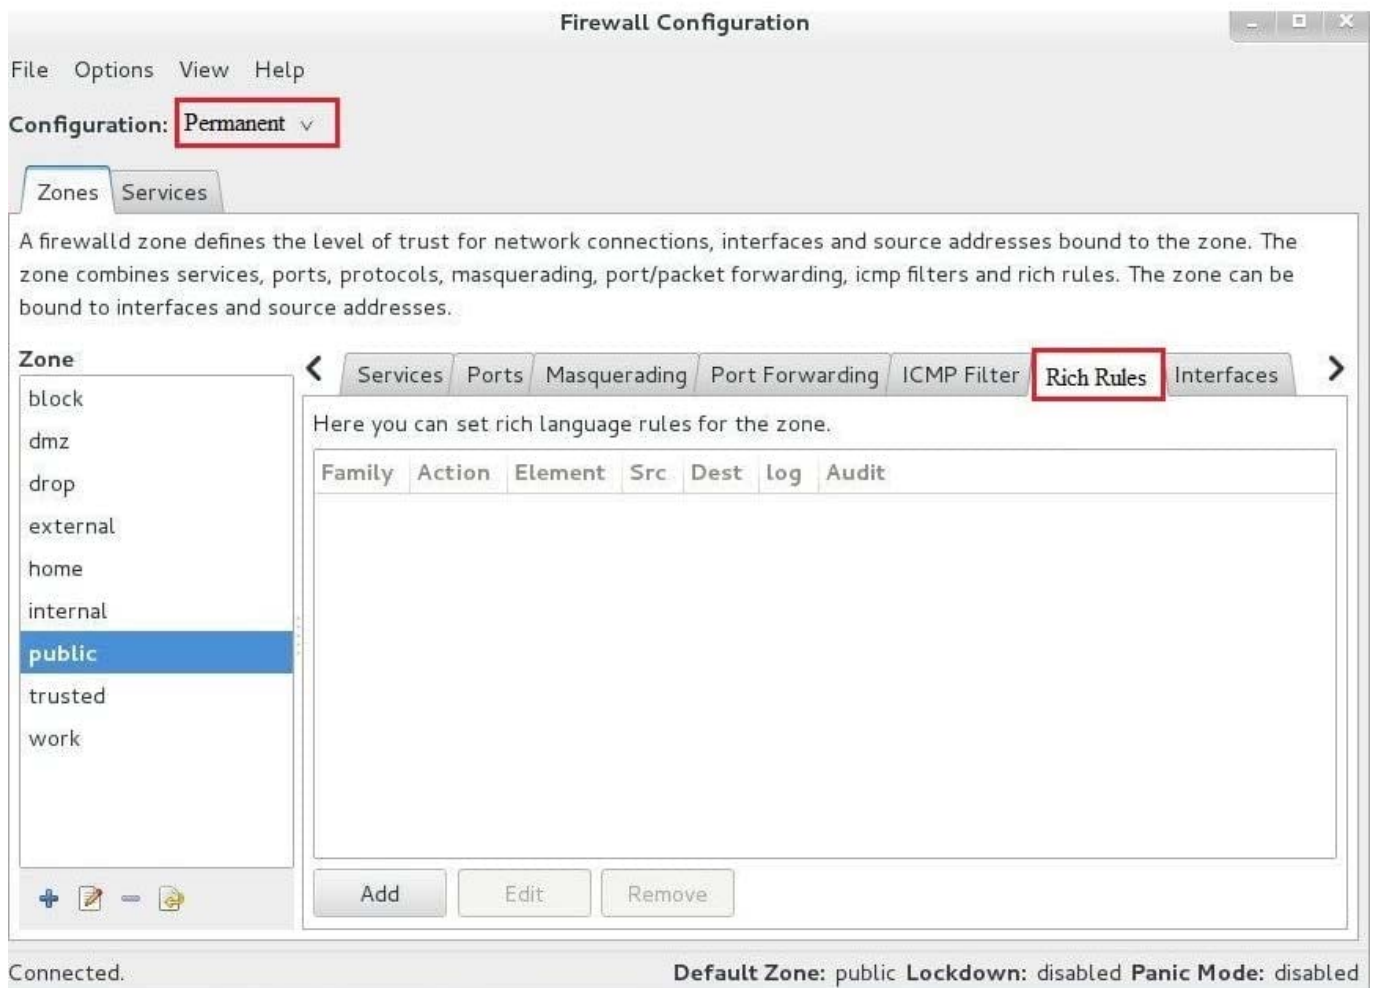 Firewall Configuration
File Options View Help
Configuration: Permanent
Zones Services
A firewalld zone defines the level of trust for network connections, interfaces and source addresses bound to the zone. The
zone combines services, ports, protocols, masquerading, port/packet forwarding, icmp filters and rich rules. The zone can be
bound to interfaces and source addresses.
Zone
block
dmz
drop
external
home
internal
public
trusted
work
Services Ports Masquerading Port Forwarding ICMP Filter Rich Rules Interfaces
Here you can set rich language rules for the zone.
Family Action Element Src Dest log Audit
Add Edit Remove
Connected.
Default Zone: public Lockdown: disabled Panic Mode: disabled